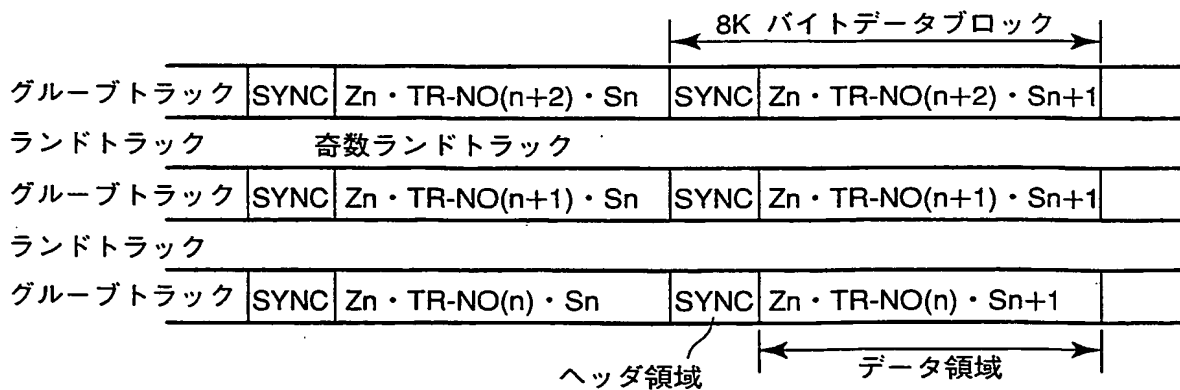 8K バイトデータブロック
グルーブトラック SYNC Zn・TR-NO(n+2)・Sn SYNC Zn・TR-NO(n+2)・Sn+1
ランドトラック 奇数ランドトラック
グルーブトラック SYNC Zn・TR-NO(n+1)・Sn SYNC Zn・TR-NO(n+1)・Sn+1
ランドトラック
グルーブトラック SYNC Zn・TR-NO(n)・Sn SYNC Zn・TR-NO(n)・Sn+1
ヘッダ領域 データ領域